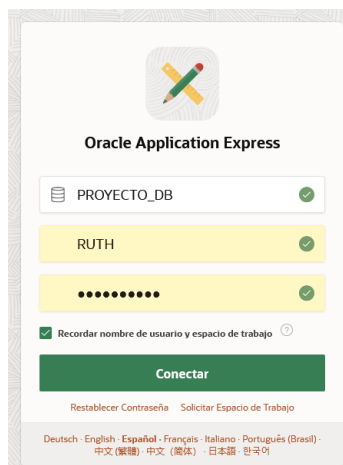 Oracle Application Express
PROYECTO_DB
RUTH
●●●●●●●●●●
Recordar nombre de usuario y espacio de trabajo ?
Conectar
Restablecer Contraseña Solicitar Espacio de Trabajo
Deutsch · English · Español · Français · Italiano · Português (Brasil) ·
中文 (繁體) · 中文（简体） · 日本語 · 한국어